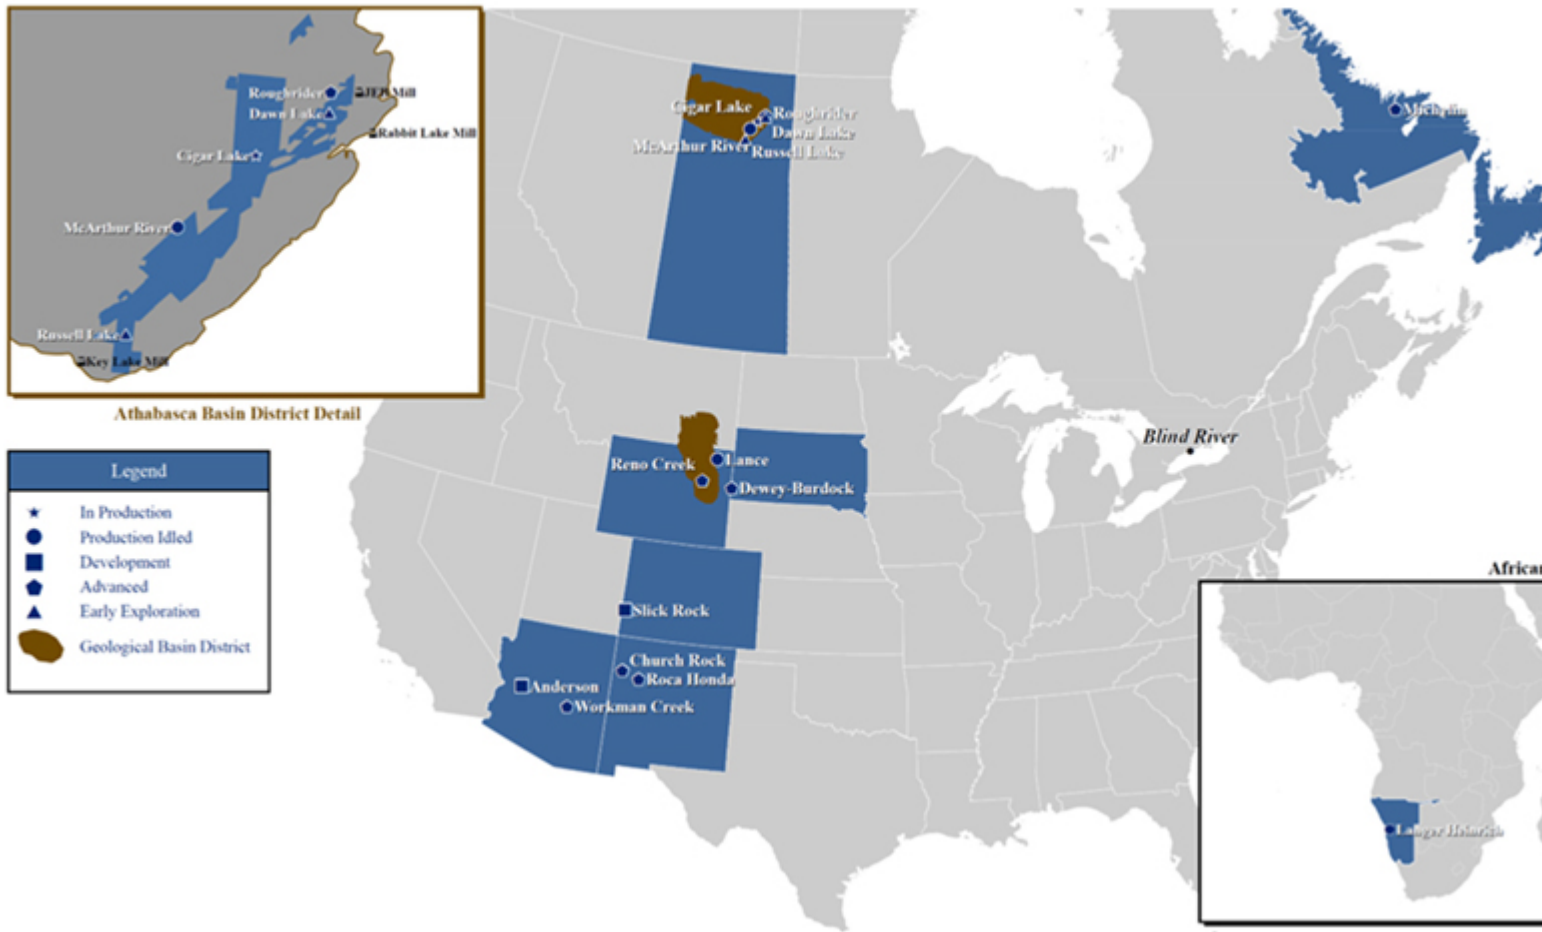 Roughrider
JEB Mill
Dawn Lake
Rabbit Lake Mill
Cigar Lake
McArthur River
Russell Lake
Key Lake Mill
Athabasca Basin District Detail
Legend
In Production
Production Idled
Development
Advanced
Early Exploration
Geological Basin District
Cigar Lake
Roughrider
Dawn Lake
McArthur River
Russell Lake
Michelin
Blind River
Reno Creek
Lance
Dewey-Burdock
Slick Rock
Church Rock
Roca Honda
Anderson
Workman Creek
African
Langer Heinrich